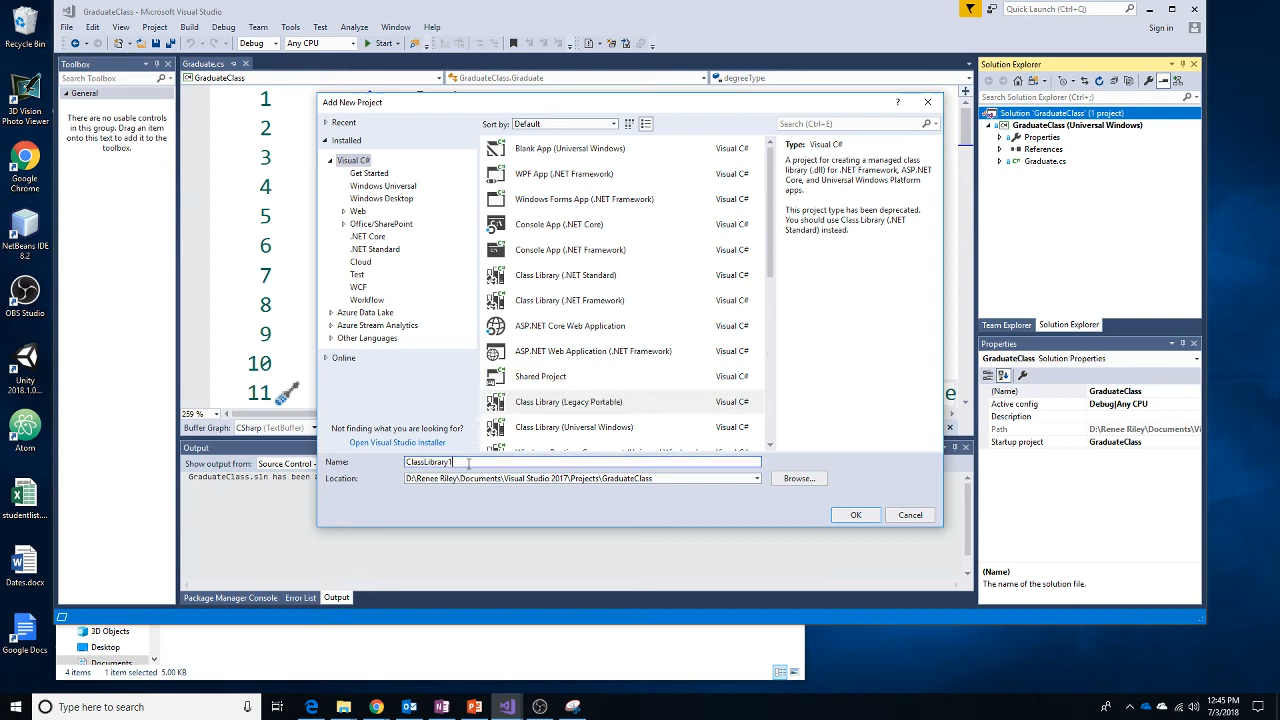 Recycle Bin
3D Vision
Photo Viewer
Google
Chrome
NetBeans IDE
8.2
OBS Studio
Unity
2018.1.0...
Atom
studentlist....
Dates.docx
Google Docs
GraduateClass - Microsoft Visual Studio
Quick Launch (Ctrl+Q)
File Edit View Project Build Debug Team Tools Test Analyze Window Help
Sign in
Debug Any CPU Start
Toolbox
Search Toolbox
General
There are no usable controls
in this group. Drag an item
onto this text to add it to the
toolbox.
Graduate.cs
GraduateClass
GraduateClass.Graduate
degreeType
1
2
3
4
5
6
7
8
9
10
11
259 %
Buffer Graph: CSharp (TextBuffer)
Output
Show output from: Source Control -
GraduateClass.sln has been a
Package Manager Console Error List Output
Add New Project
Recent
Installed
Visual C#
Get Started
Windows Universal
Windows Desktop
Web
Office/SharePoint
.NET Core
.NET Standard
Cloud
Test
WCF
Workflow
Azure Data Lake
Azure Stream Analytics
Other Languages
Online
Not finding what you are looking for?
Open Visual Studio Installer
Sort by: Default
Search (Ctrl+E)
Blank App (Universal Windows) Visual C#
WPF App (.NET Framework) Visual C#
Windows Forms App (.NET Framework) Visual C#
Console App (.NET Core) Visual C#
Console App (.NET Framework) Visual C#
Class Library (.NET Standard) Visual C#
Class Library (.NET Framework) Visual C#
ASP.NET Core Web Application Visual C#
ASP.NET Web Application (.NET Framework) Visual C#
Shared Project Visual C#
Class Library (Legacy Portable) Visual C#
Class Library (Universal Windows) Visual C#
Type: Visual C#
A project for creating a managed class
library (.dll) for .NET Framework, ASP.NET
Core, and Universal Windows Platform
apps.
This project type has been deprecated.
You should use Class Library (.NET
Standard) instead.
Name: ClassLibrary1
Location: D:\Renee Riley\Documents\Visual Studio 2017\Projects\GraduateClass
Browse...
OK Cancel
Solution Explorer
Search Solution Explorer (Ctrl+;)
Solution 'GraduateClass' (1 project)
GraduateClass (Universal Windows)
Properties
References
Graduate.cs
Team Explorer Solution Explorer
Properties
GraduateClass Solution Properties
(Name) GraduateClass
Active config Debug|Any CPU
Description
Path D:\Renee Riley\Documents\Vi
Startup project GraduateClass
(Name)
The name of the solution file.
3D Objects
Desktop
Documents
4 items 1 item selected 5.00 KB
Type here to search
12:45 PM
7/3/2018